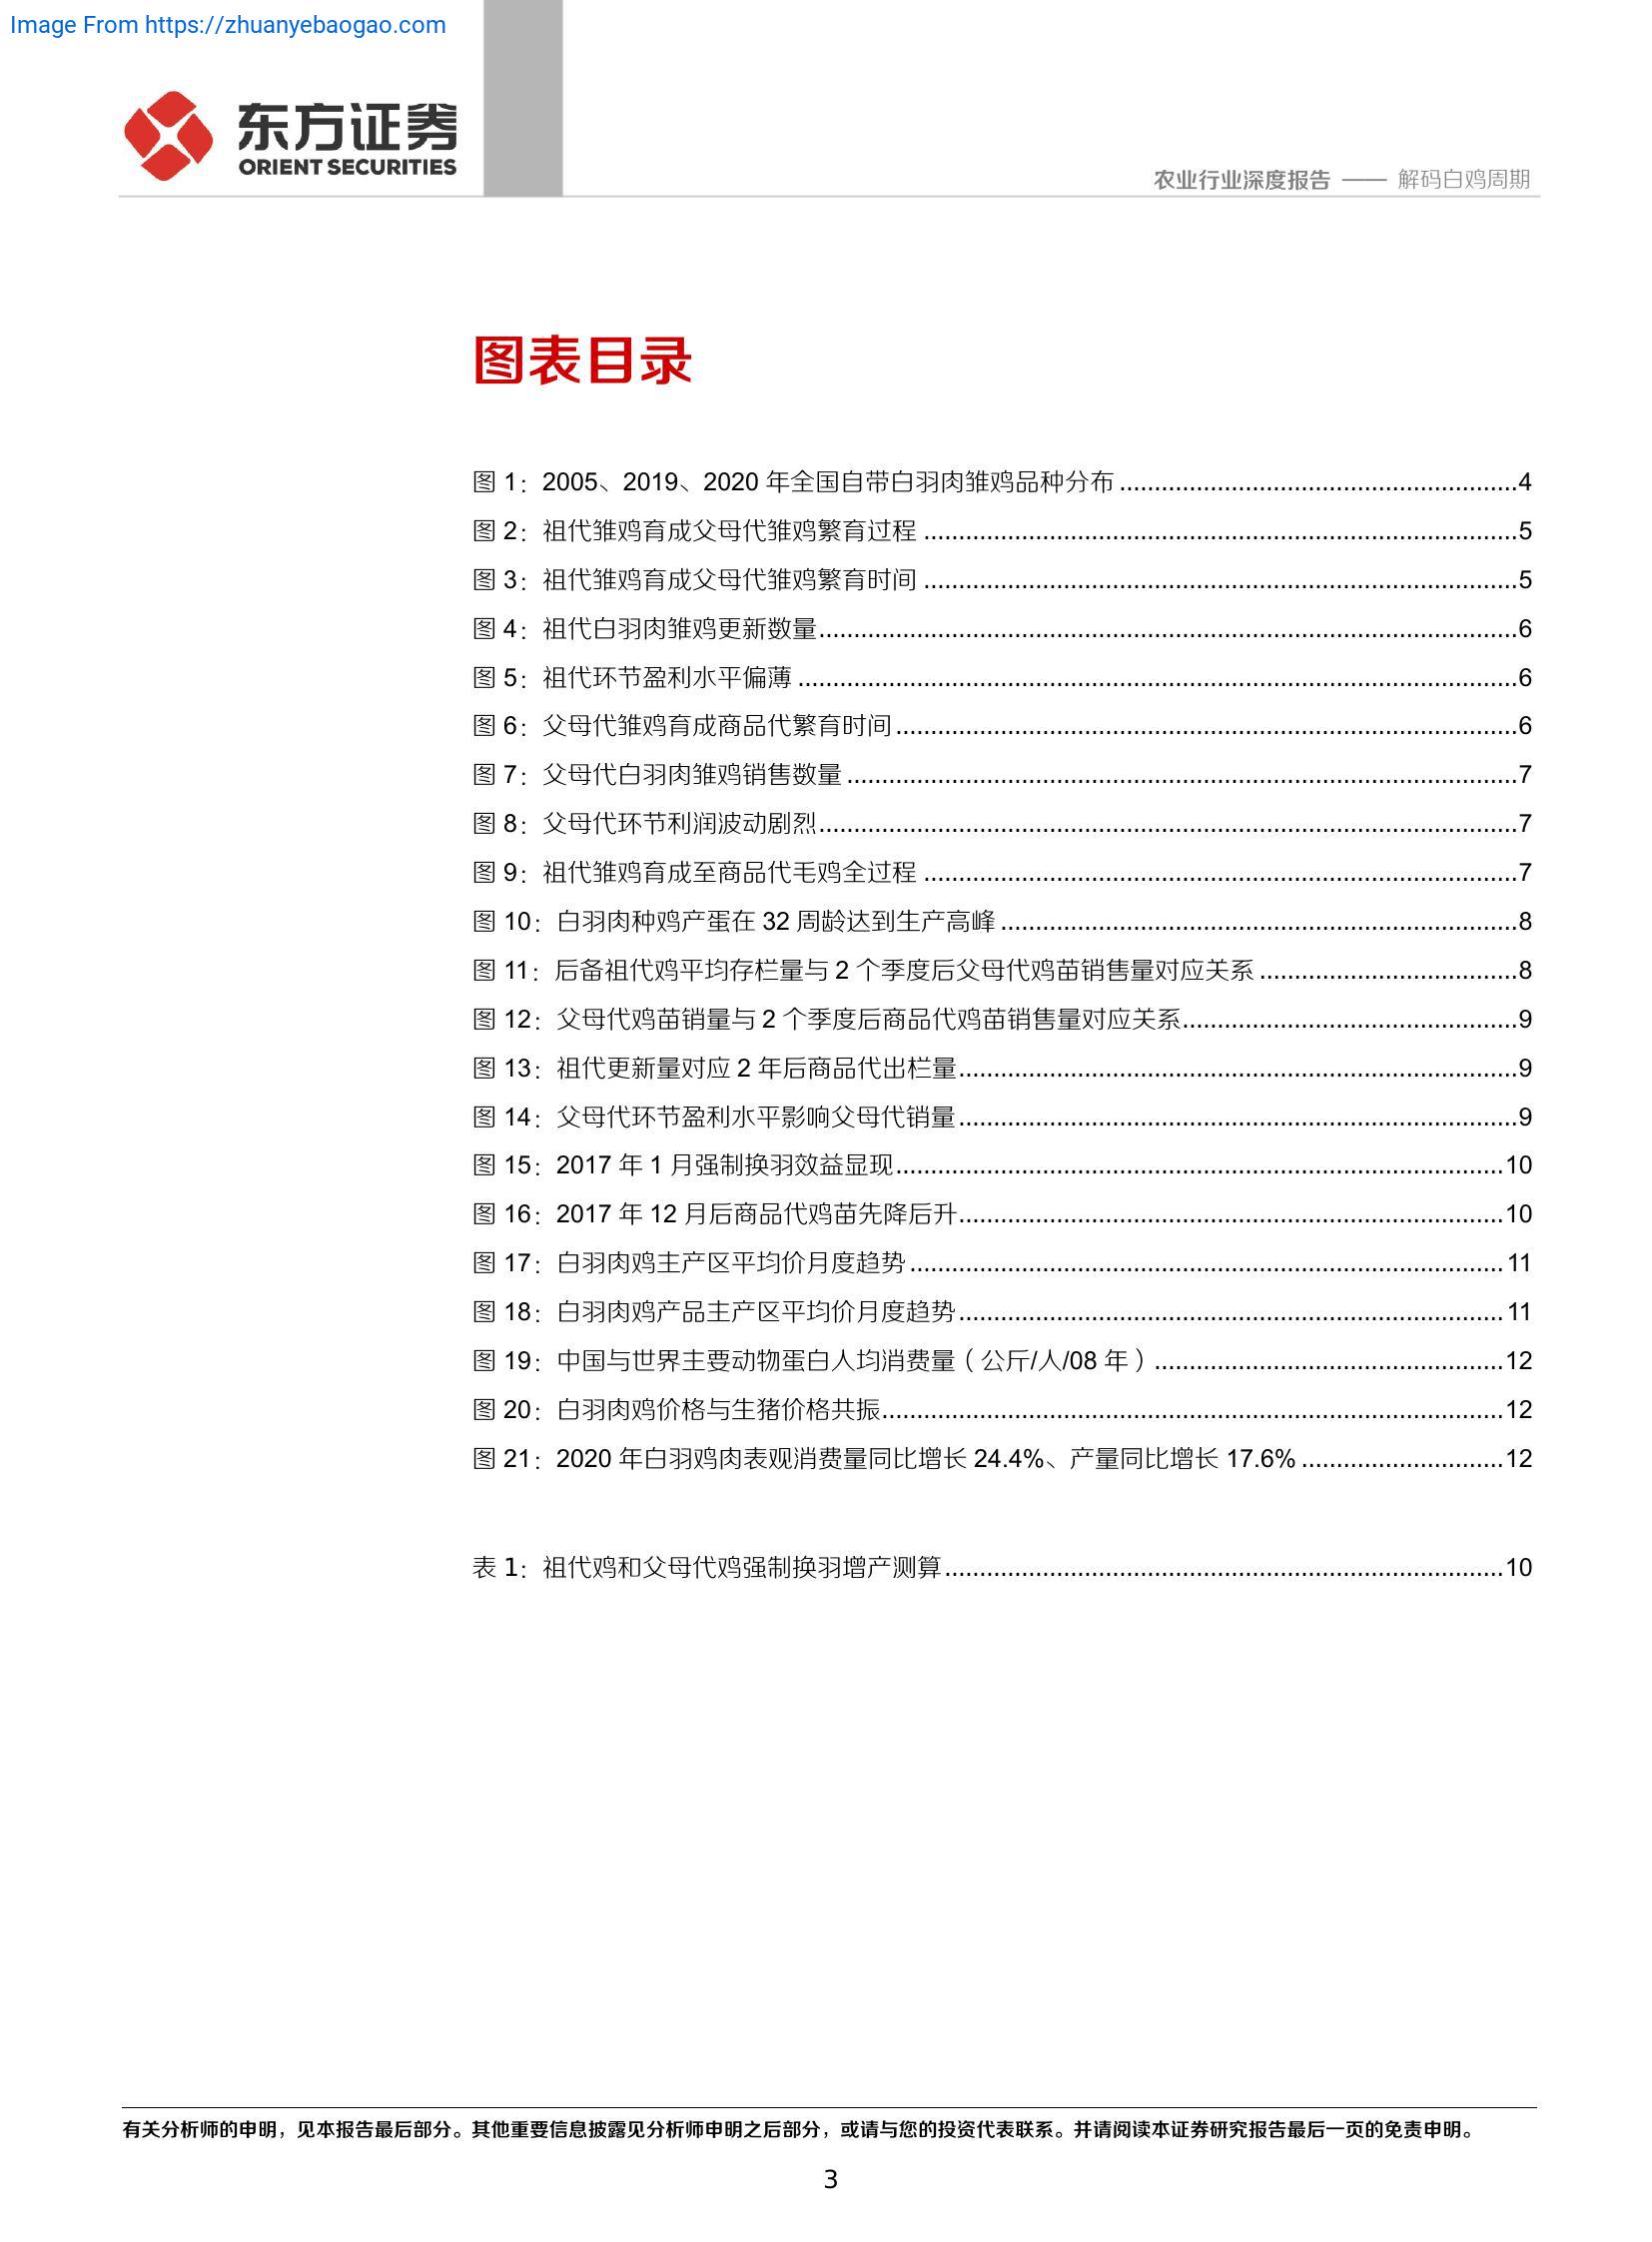 Image From https://zhuanyebaogao.com
东方证券
ORIENT SECURITIES
农业行业深度报告 —— 解码白鸡周期
图表目录
图 1：2005、2019、2020 年全国自带白羽肉雏鸡品种分布 ........................................................4
图 2：祖代雏鸡育成父母代雏鸡繁育过程 ....................................................................................5
图 3：祖代雏鸡育成父母代雏鸡繁育时间 ....................................................................................5
图 4：祖代白羽肉雏鸡更新数量...................................................................................................6
图 5：祖代环节盈利水平偏薄 ......................................................................................................6
图 6：父母代雏鸡育成商品代繁育时间 ........................................................................................6
图 7：父母代白羽肉雏鸡销售数量 ...............................................................................................7
图 8：父母代环节利润波动剧烈...................................................................................................7
图 9：祖代雏鸡育成至商品代毛鸡全过程 ....................................................................................7
图 10：白羽肉种鸡产蛋在 32 周龄达到生产高峰 .........................................................................8
图 11：后备祖代鸡平均存栏量与 2 个季度后父母代鸡苗销售量对应关系 .....................................8
图 12：父母代鸡苗销量与 2 个季度后商品代鸡苗销售量对应关系...............................................9
图 13：祖代更新量对应 2 年后商品代出栏量...............................................................................9
图 14：父母代环节盈利水平影响父母代销量...............................................................................9
图 15：2017 年 1 月强制换羽效益显现......................................................................................10
图 16：2017 年 12 月后商品代鸡苗先降后升.............................................................................10
图 17：白羽肉鸡主产区平均价月度趋势 ....................................................................................11
图 18：白羽肉鸡产品主产区平均价月度趋势.............................................................................11
图 19：中国与世界主要动物蛋白人均消费量（公斤/人/08 年）.................................................12
图 20：白羽肉鸡价格与生猪价格共振........................................................................................12
图 21：2020 年白羽鸡肉表观消费量同比增长 24.4%、产量同比增长 17.6% .............................12
表 1：祖代鸡和父母代鸡强制换羽增产测算...............................................................................10
有关分析师的申明，见本报告最后部分。其他重要信息披露见分析师申明之后部分，或请与您的投资代表联系。并请阅读本证券研究报告最后一页的免责申明。
3